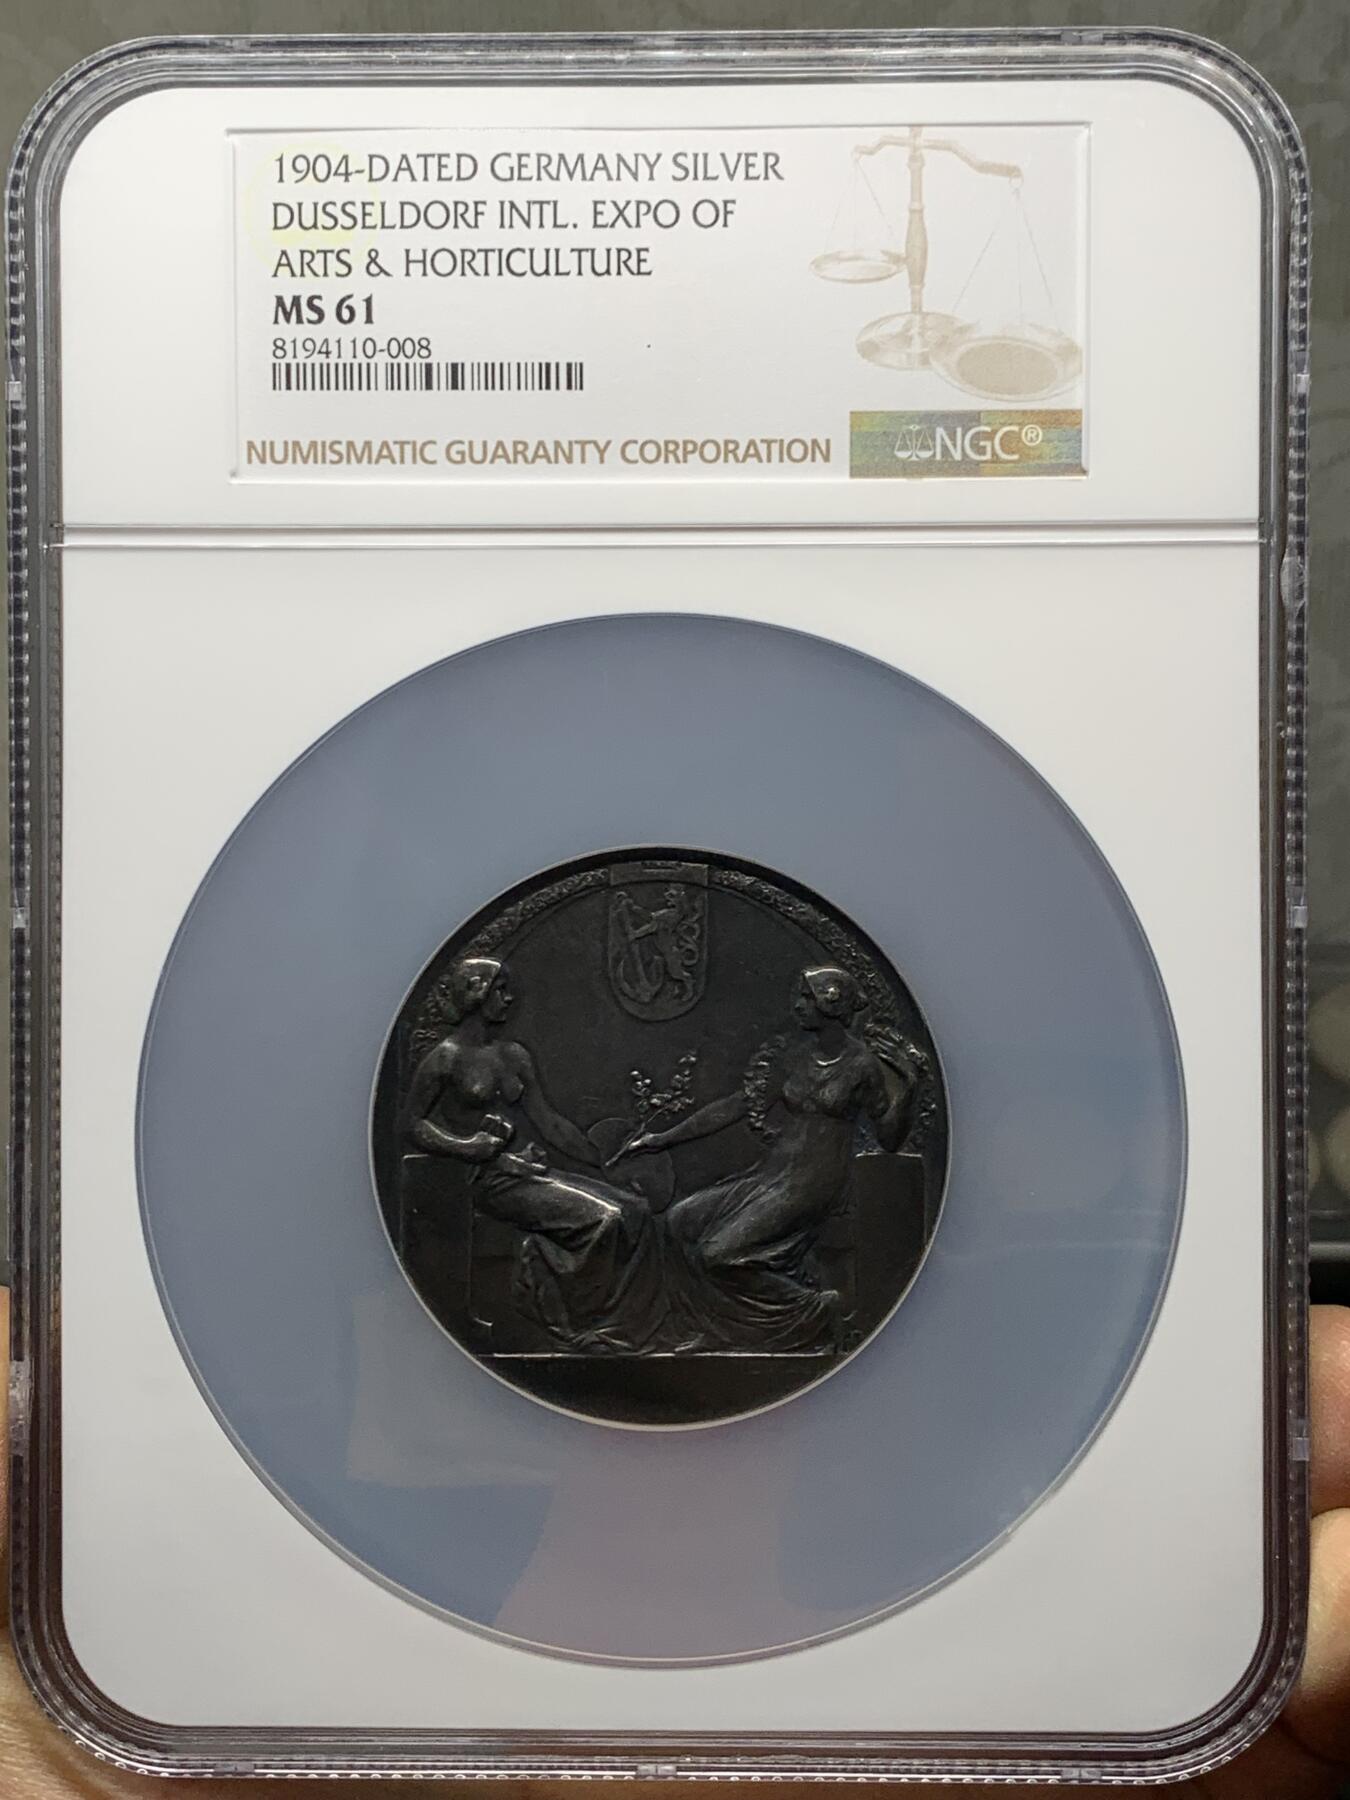 1904-DATED GERMANY SILVER
DUSSELDORF INTL. EXPO OF
ARTS & HORTICULTURE
MS 61
8194110-008
NUMISMATIC GUARANTY CORPORATION
NGC®